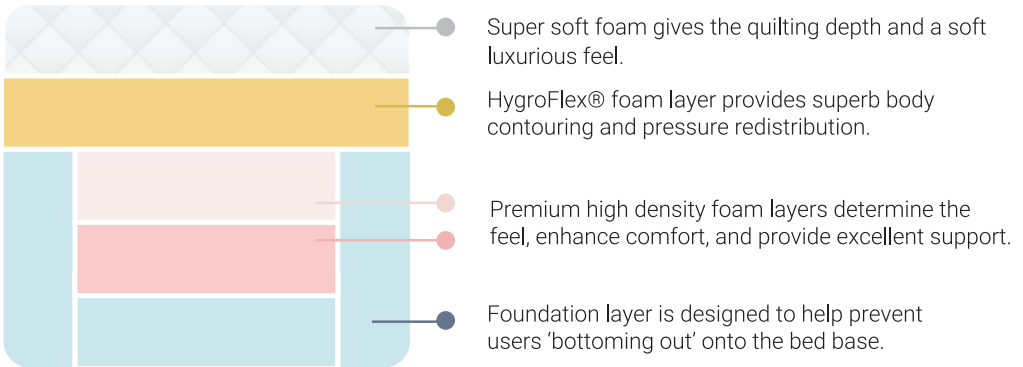 Super soft foam gives the quilting depth and a soft
luxurious feel.
HygroFlex® foam layer provides superb body
contouring and pressure redistribution.
Premium high density foam layers determine the
feel, enhance comfort, and provide excellent support.
Foundation layer is designed to help prevent
users ‘bottoming out’ onto the bed base.